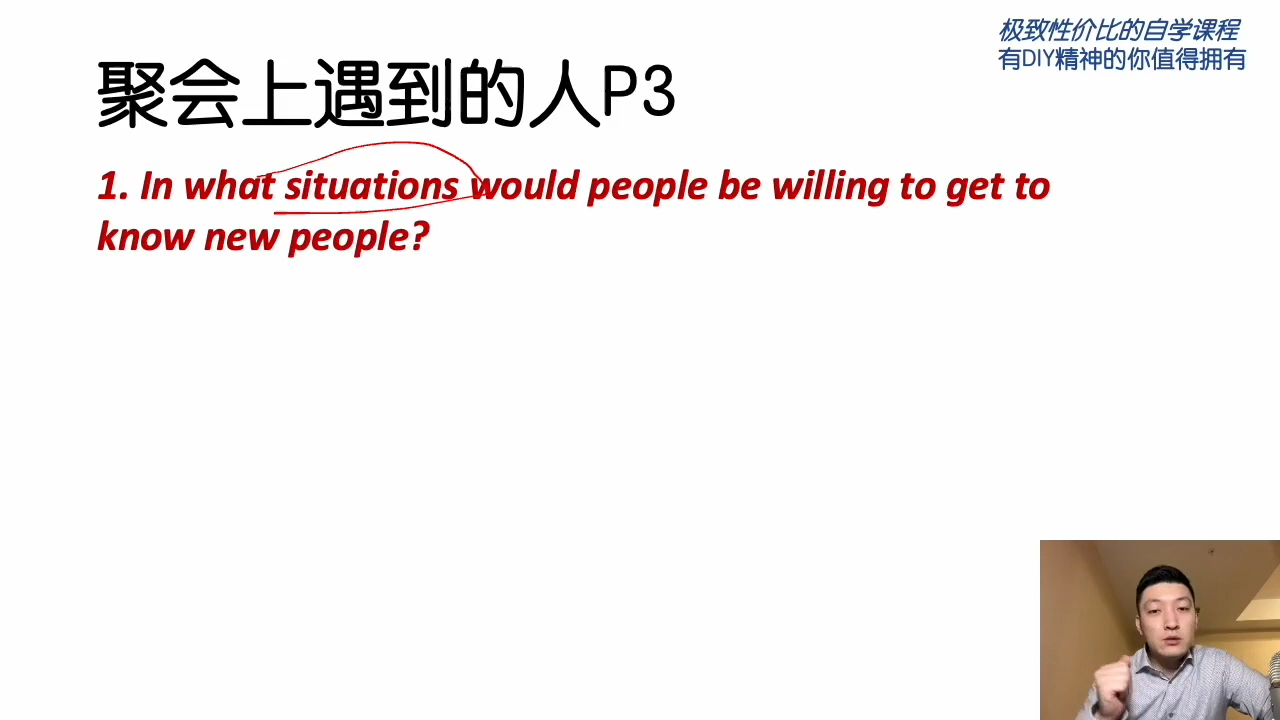 极致性价比的自学课程
有DIY精神的你值得拥有
聚会上遇到的人P3
1. In what situations would people be willing to get to
know new people?